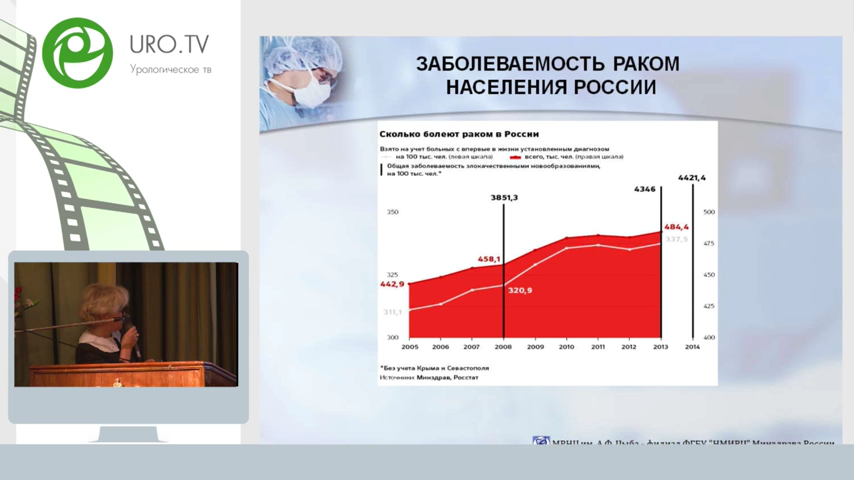 URO.TV
Урологическое тв
ЗАБОЛЕВАЕМОСТЬ РАКОМ
НАСЕЛЕНИЯ РОССИИ
Сколько болеют раком в России
Взято на учет больных с впервые в жизни установленным диагнозом
на 100 тыс. чел. (левая шкала) всего, тыс. чел. (правая шкала)
Общая заболеваемость злокачественными новообразованиями,
на 100 тыс. чел.*
4421,4
4346
3851,3
350 500
484,4
337,5 475
458,1
325 450
442,9
320,9
311,1 425
300 400
2005 2006 2007 2008 2009 2010 2011 2012 2013 2014
*Без учета Крыма и Севастополя
Источники: Минздрав, Росстат
МРНЦ им. А.Ф. Цыба - филиал ФГБУ "НМИРЦ" Минздрава России